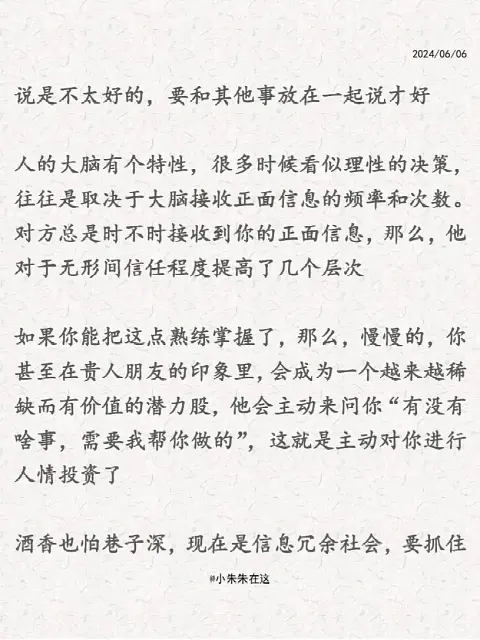 2024/06/06
说是不太好的，要和其他事放在一起说才好
人的大脑有个特性，很多时候看似理性的决策，
往往是取决于大脑接收正面信息的频率和次数。
对方总是时不时接收到你的正面信息，那么，他
对于无形间信任程度提高了几个层次
如果你能把这点熟练掌握了，那么，慢慢的，你
甚至在贵人朋友的印象里，会成为一个越来越稀
缺而有价值的潜力股，他会主动来问你“有没有
啥事，需要我帮你做的”，这就是主动对你进行
人情投资了
酒香也怕巷子深，现在是信息冗余社会，要抓住
@小朱朱在这